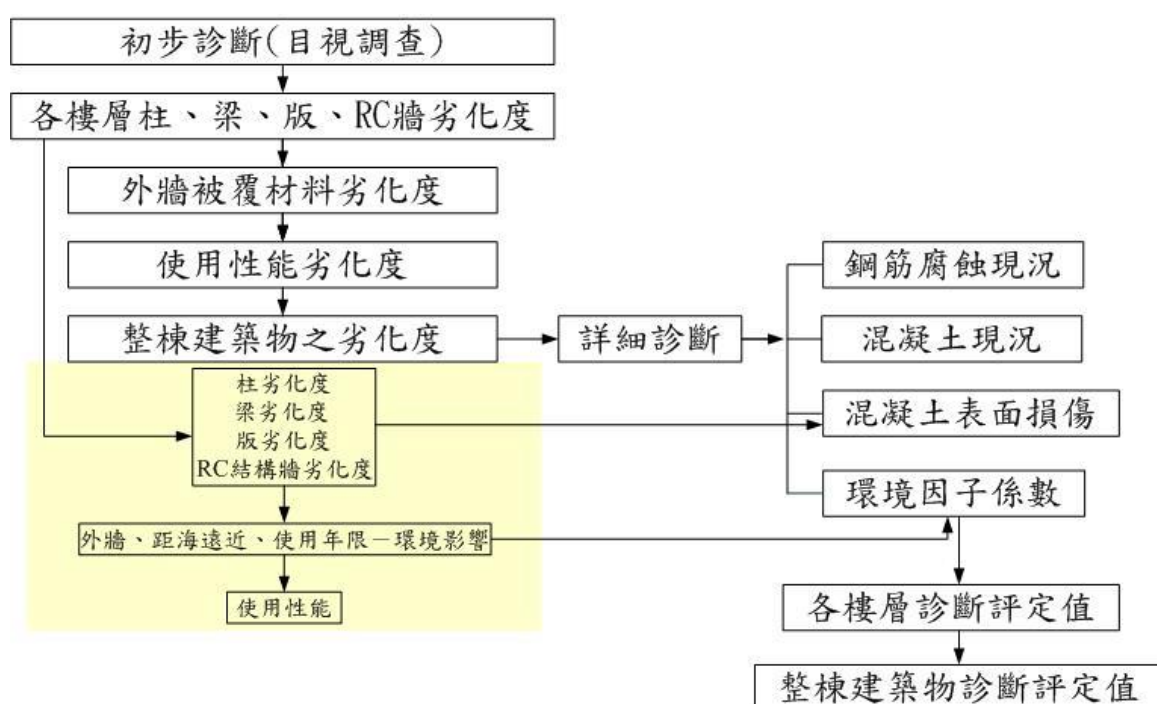 初步診斷(目視調查)
各樓層柱、梁、版、RC牆劣化度
外牆被覆材料劣化度
使用性能劣化度
整棟建築物之劣化度
詳細診斷
鋼筋腐蝕現況
混凝土現況
混凝土表面損傷
環境因子係數
柱劣化度
梁劣化度
版劣化度
RC結構牆劣化度
外牆、距海遠近、使用年限－環境影響
使用性能
各樓層診斷評定值
整棟建築物診斷評定值